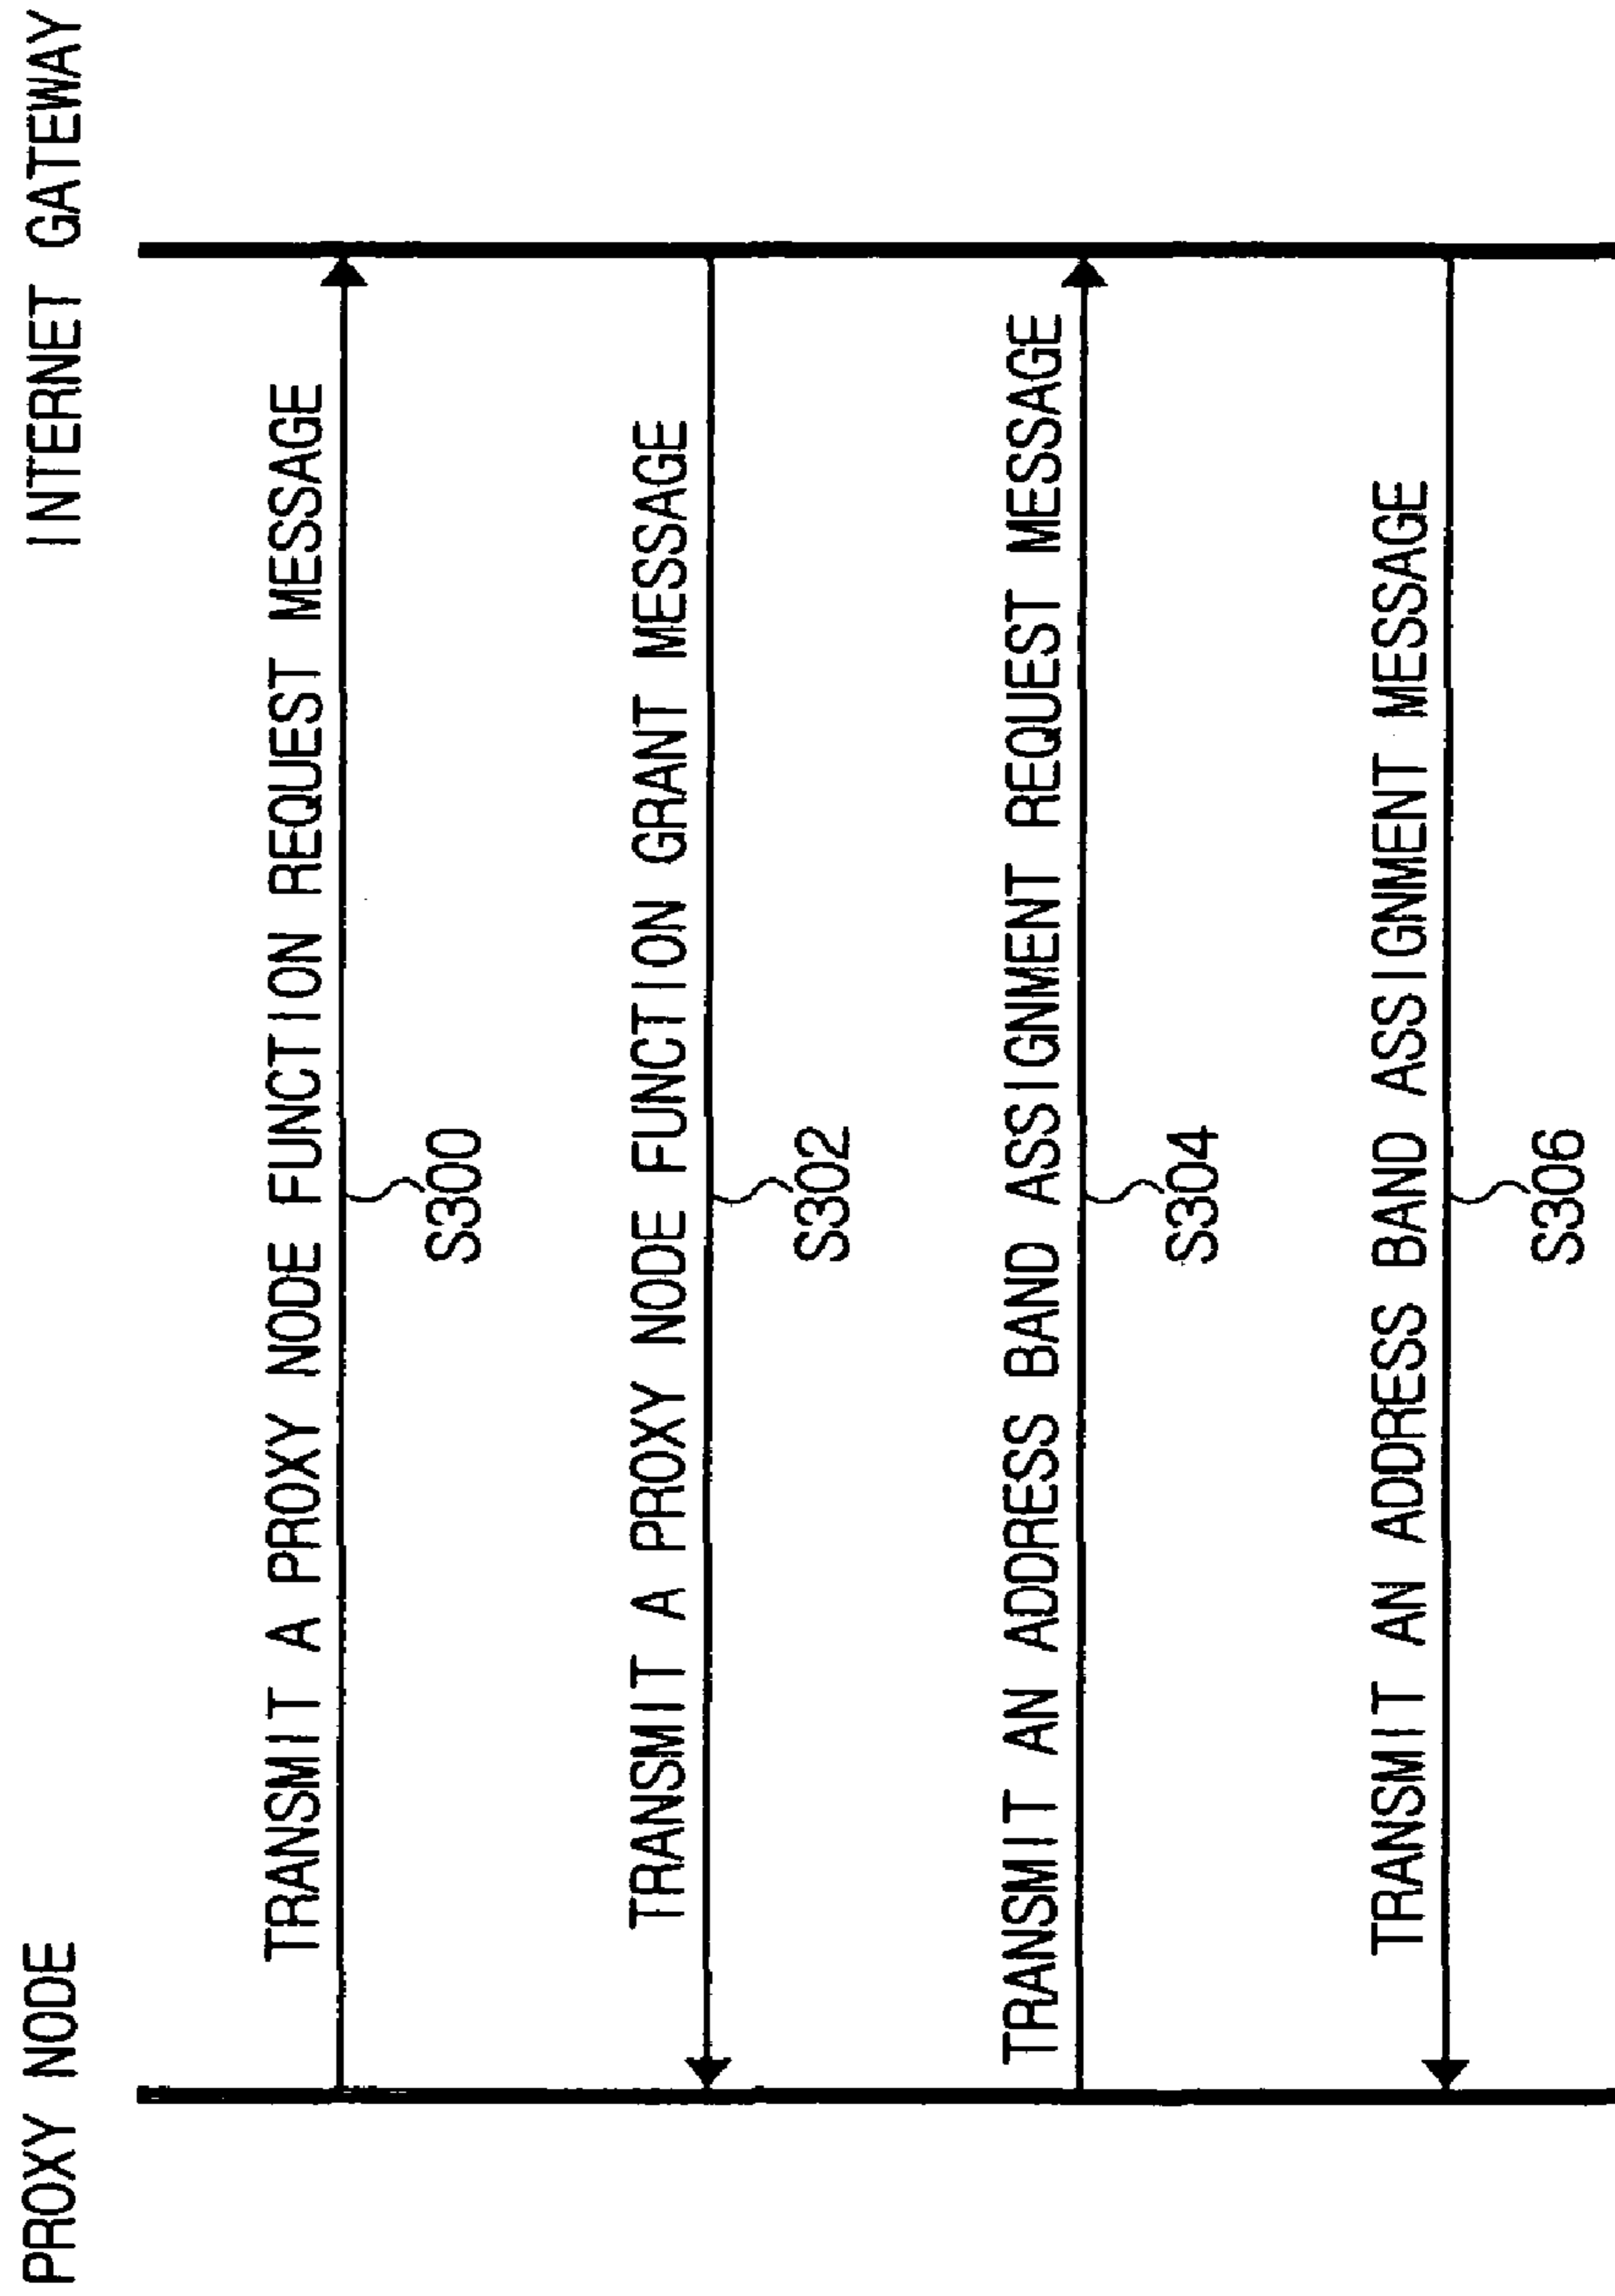 PROXY NODE
INTERNET GATEWAY
TRANSMIT A PROXY NODE FUNCTION REQUEST MESSAGE
S300
TRANSMIT A PROXY NODE FUNCTION GRANT MESSAGE
S302
TRANSMIT AN ADDRESS BAND ASSIGNMENT REQUEST MESSAGE
S304
TRANSMIT AN ADDRESS BAND ASSIGNMENT MESSAGE
S306